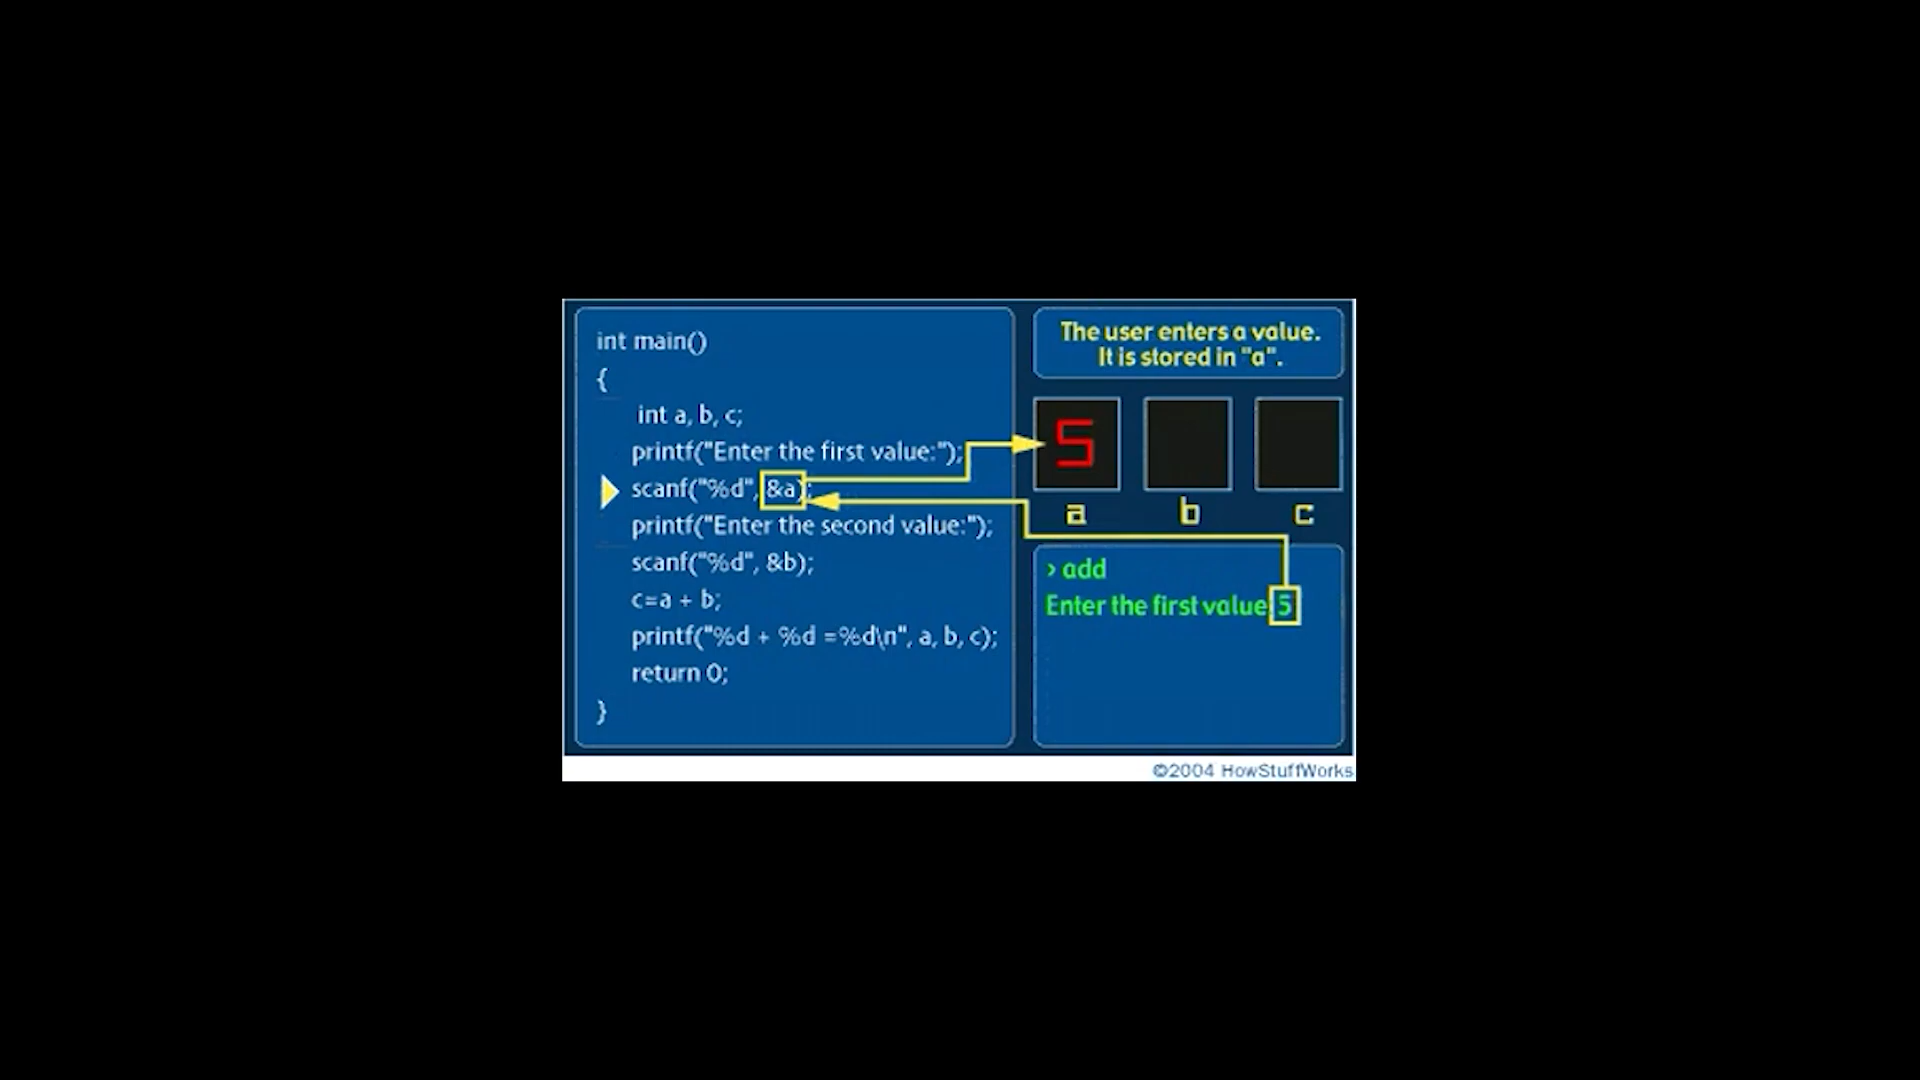 int main()
{
int a, b, c;
printf("Enter the first value:");
scanf("%d", &a);
printf("Enter the second value:");
scanf("%d", &b);
c=a + b;
printf("%d + %d =%d\n", a, b, c);
return 0;
}
The user enters a value.
It is stored in "a".
5
a b c
> add
Enter the first value: 5
©2004 HowStuffWorks